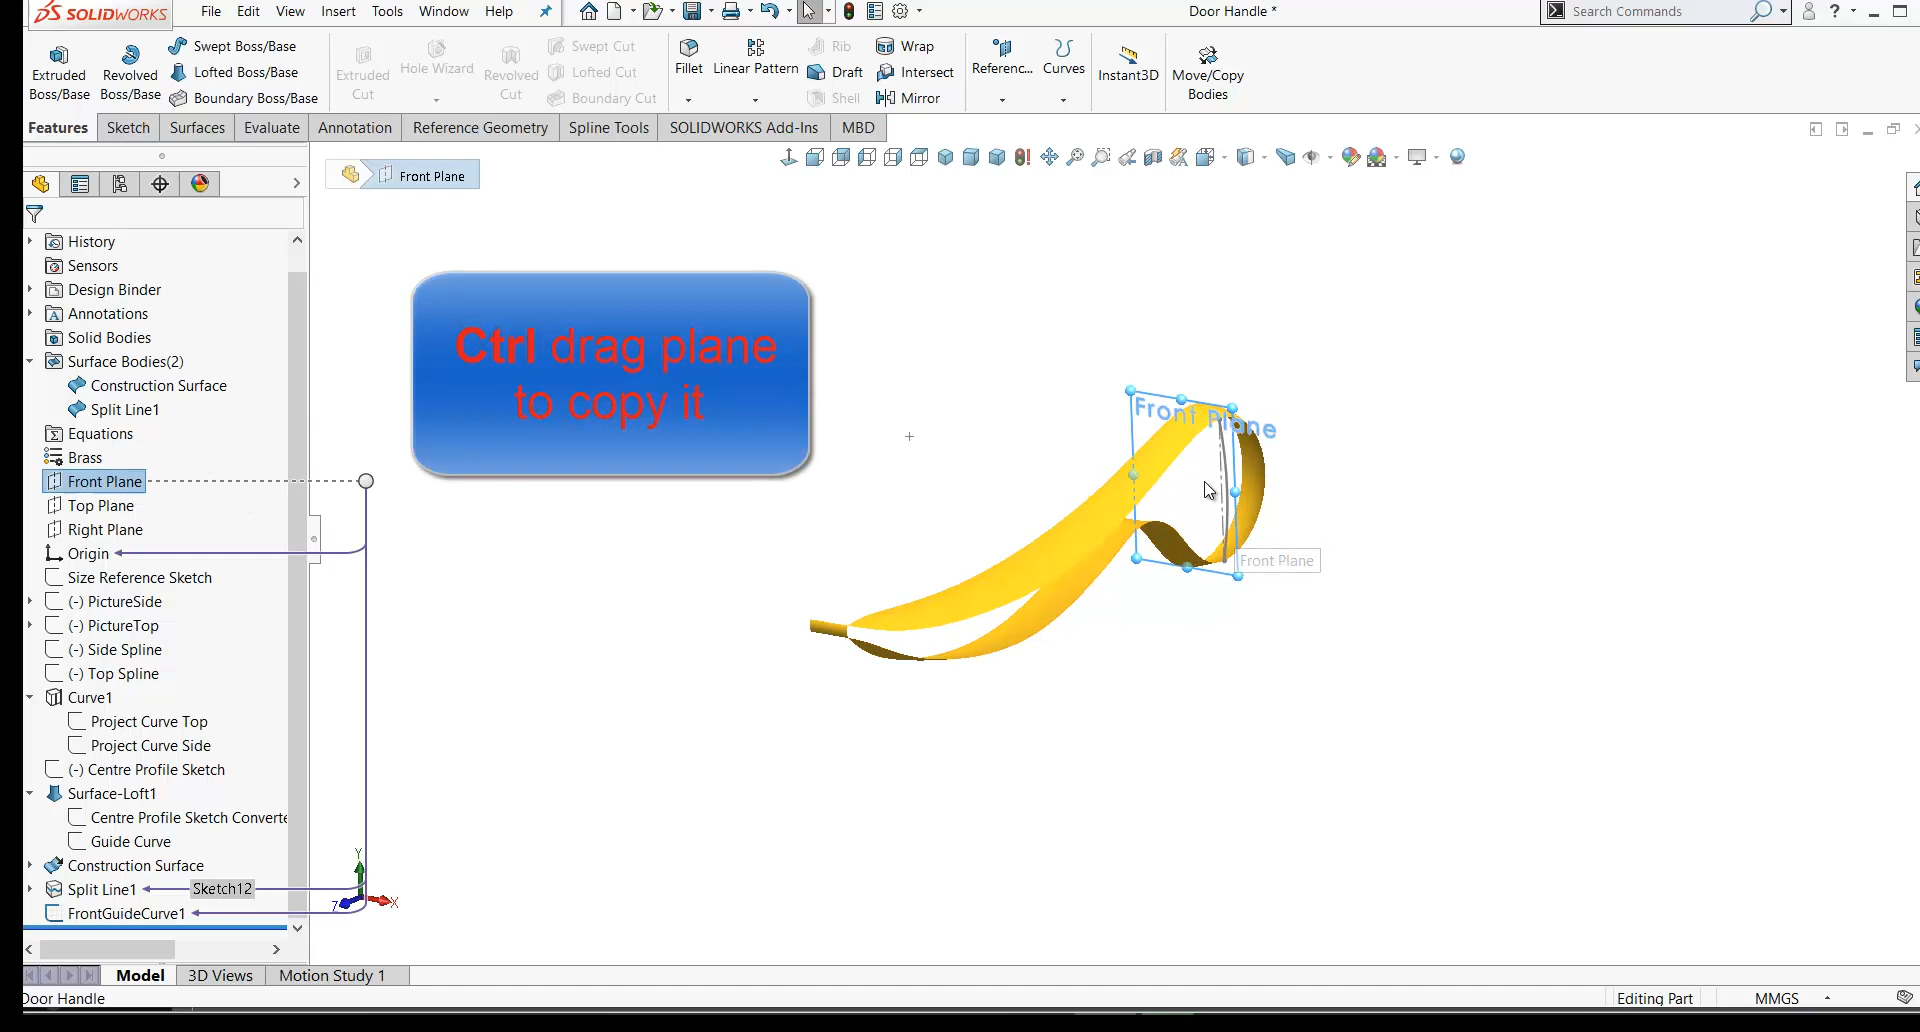 SOLIDWORKS
File Edit View Insert Tools Window Help
Door Handle *
Search Commands
?
Extruded Boss/Base
Revolved Boss/Base
Swept Boss/Base
Lofted Boss/Base
Boundary Boss/Base
Extruded Cut
Hole Wizard
Revolved Cut
Swept Cut
Lofted Cut
Boundary Cut
Fillet
Linear Pattern
Rib
Draft
Shell
Wrap
Intersect
Mirror
Referenc...
Curves
Instant3D
Move/Copy Bodies
Features Sketch Surfaces Evaluate Annotation Reference Geometry Spline Tools SOLIDWORKS Add-Ins MBD
Front Plane
History
Sensors
Design Binder
Annotations
Solid Bodies
Surface Bodies(2)
Construction Surface
Split Line1
Equations
Brass
Front Plane
Top Plane
Right Plane
Origin
Size Reference Sketch
(-) PictureSide
(-) PictureTop
(-) Side Spline
(-) Top Spline
Curve1
Project Curve Top
Project Curve Side
(-) Centre Profile Sketch
Surface-Loft1
Centre Profile Sketch Converte
Guide Curve
Construction Surface
Split Line1
Sketch12
FrontGuideCurve1
Ctrl drag plane
to copy it
Front Plane
Front Plane
Y
Z
X
Model 3D Views Motion Study 1
Door Handle
Editing Part
MMGS